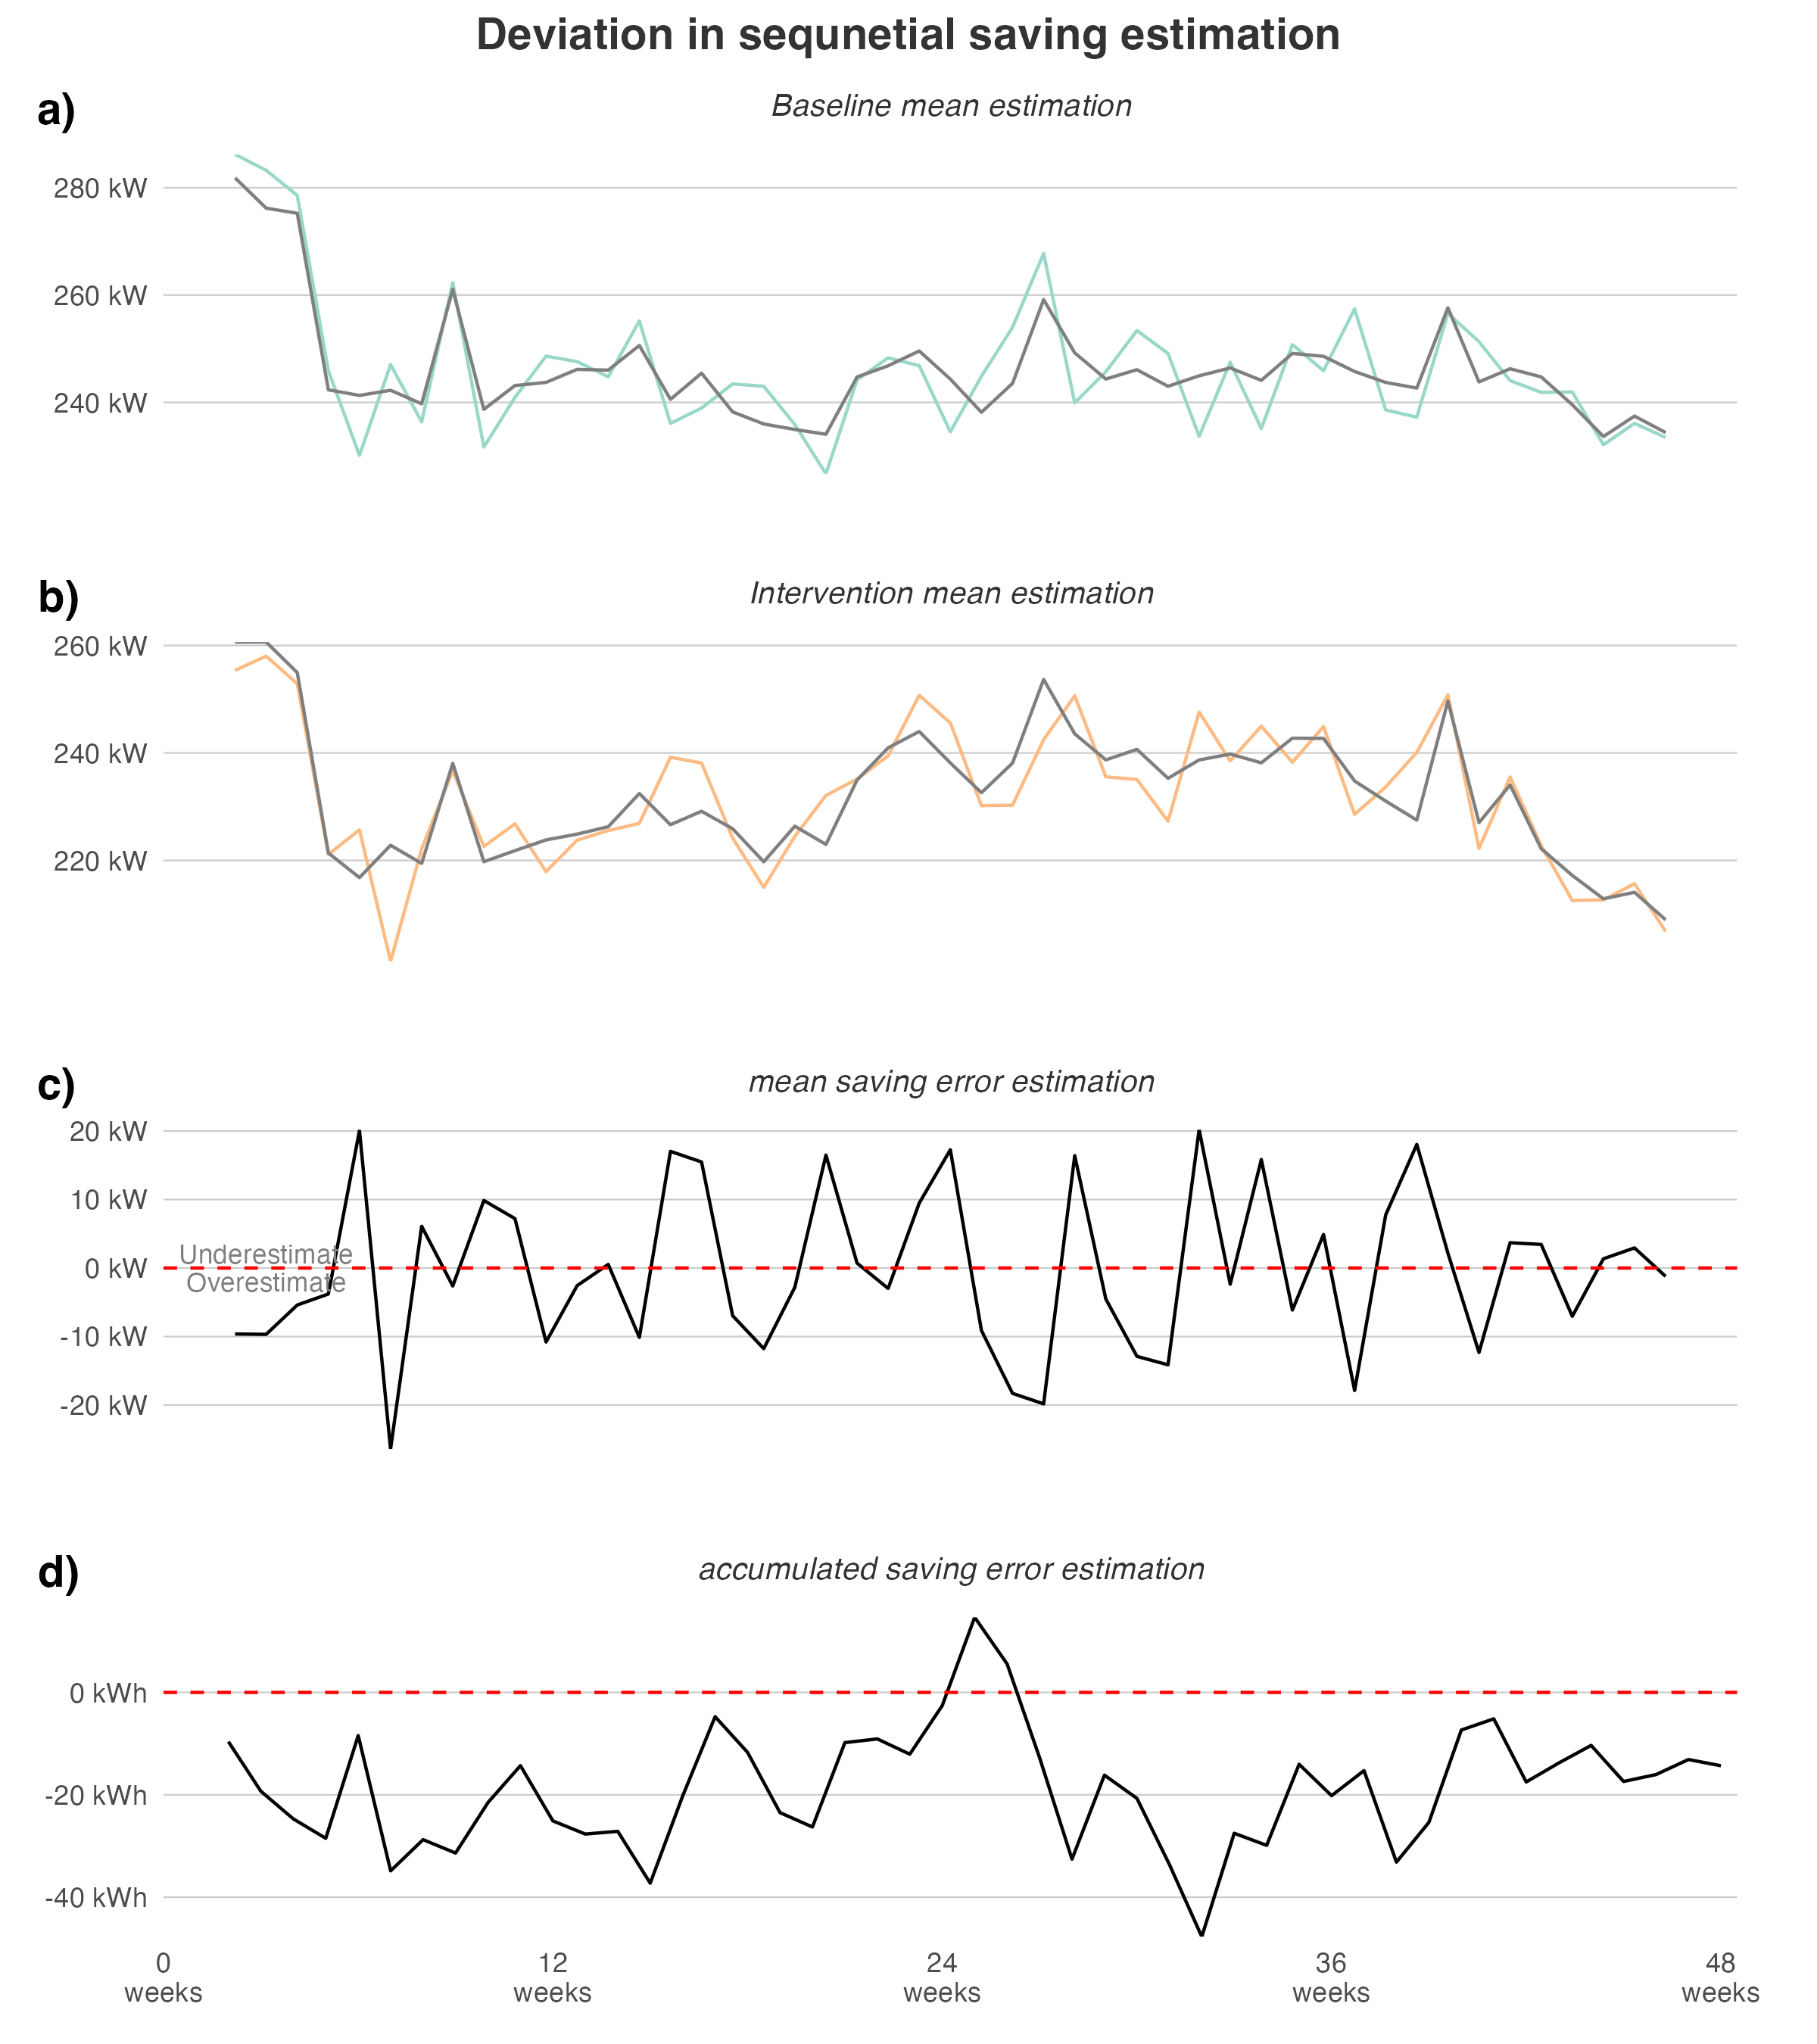 Deviation in sequnetial saving estimation
a)
Baseline mean estimation
280 kW
260 kW
240 kW
b)
Intervention mean estimation
260 kW
240 kW
220 kW
c)
mean saving error estimation
20 kW
10 kW
Underestimate
0 kW
Overestimate
-10 kW
-20 kW
d)
accumulated saving error estimation
0 kWh
-20 kWh
-40 kWh
0 12 24 36 48
weeks weeks weeks weeks weeks